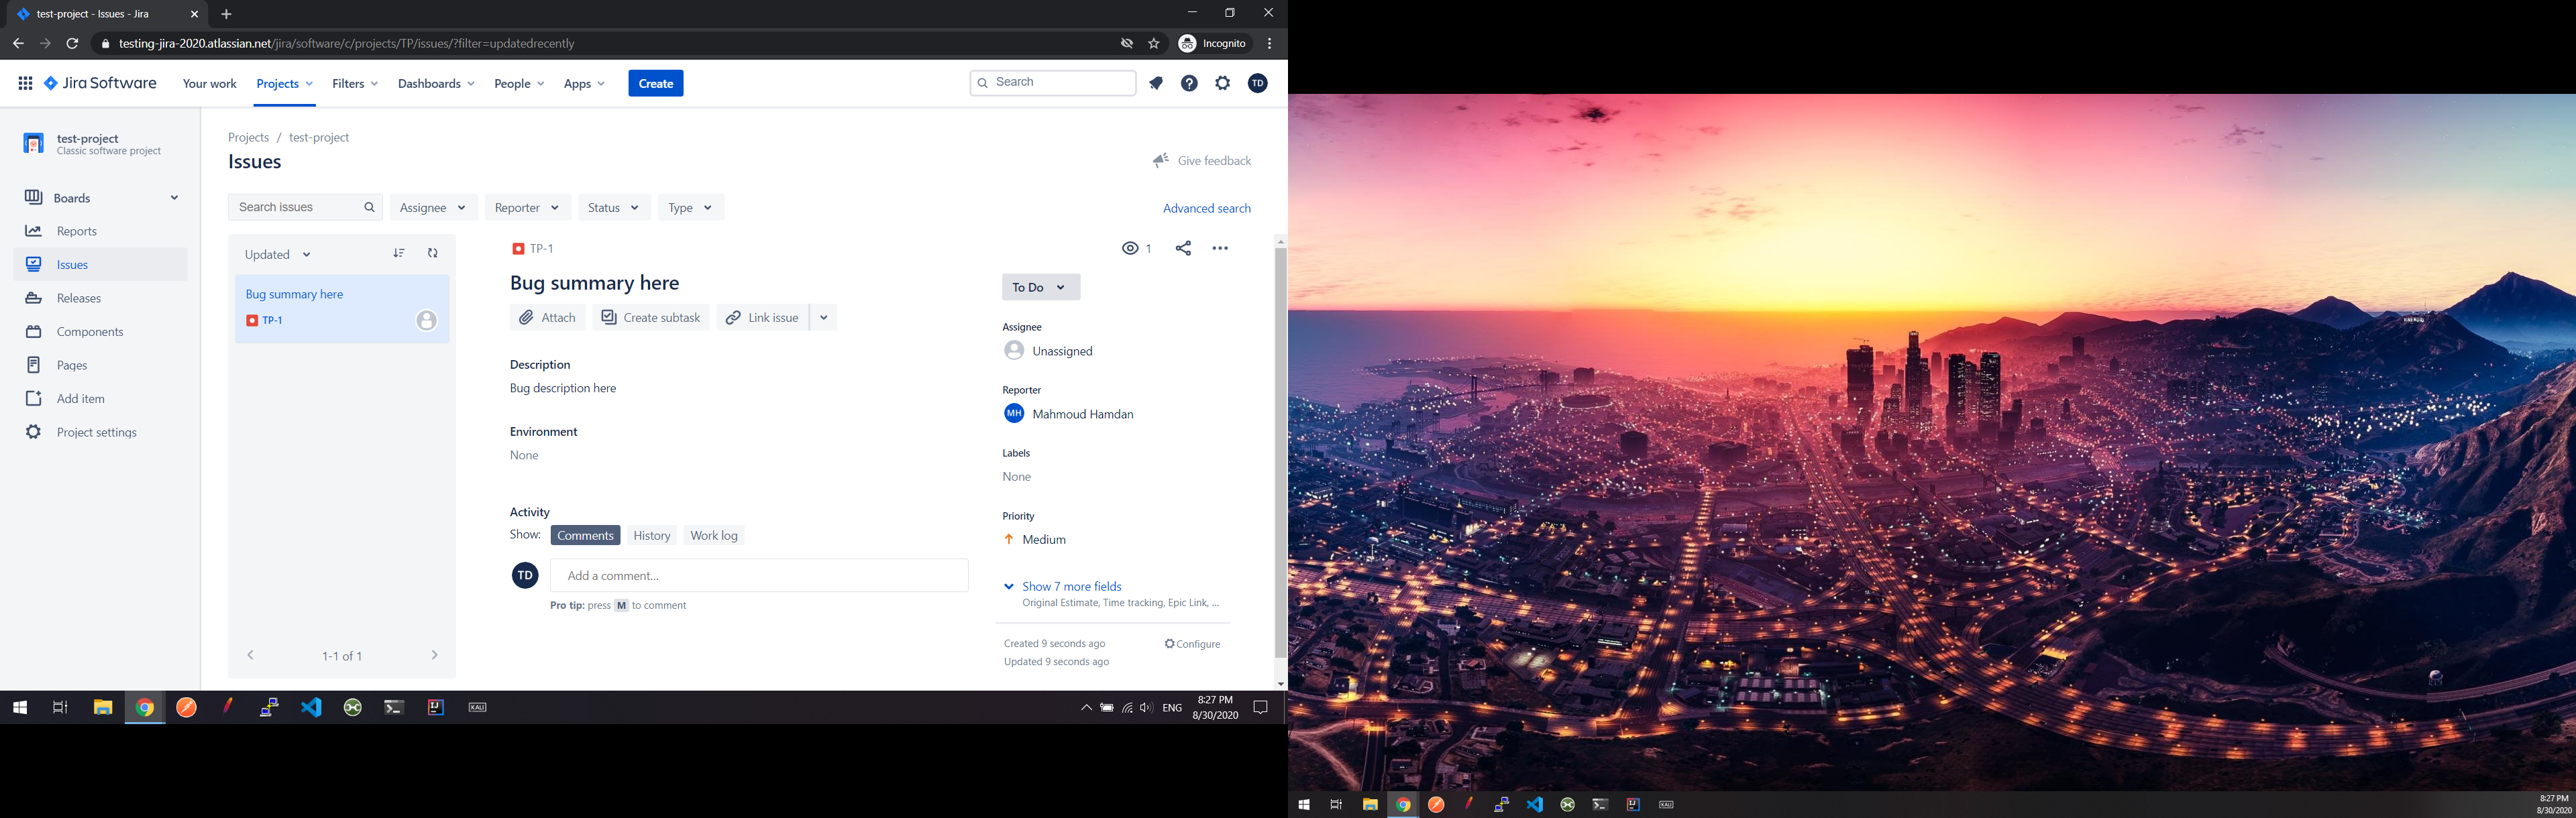 test-project - Issues - Jira
testing-jira-2020.atlassian.net/jira/software/c/projects/TP/issues/?filter=updatedrecently
Incognito
Jira Software
Your work
Projects
Filters
Dashboards
People
Apps
Create
Search
TD
test-project
Classic software project
Boards
Reports
Issues
Releases
Components
Pages
Add item
Project settings
Projects / test-project
Issues
Give feedback
Search issues
Assignee
Reporter
Status
Type
Advanced search
Updated
Bug summary here
TP-1
1-1 of 1
TP-1
1
Bug summary here
Attach
Create subtask
Link issue
Description
Bug description here
Environment
None
Activity
Show:
Comments
History
Work log
TD
Add a comment...
Pro tip: press M to comment
To Do
Assignee
Unassigned
Reporter
MH
Mahmoud Hamdan
Labels
None
Priority
Medium
Show 7 more fields
Original Estimate, Time tracking, Epic Link, ...
Created 9 seconds ago
Configure
Updated 9 seconds ago
IJ
KALI
ENG
8:27 PM
8/30/2020
IJ
KALI
8:27 PM
8/30/2020